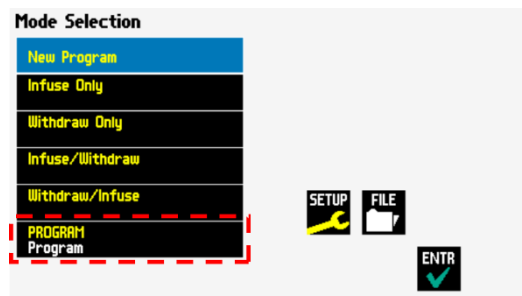 Mode Selection
New Program
Infuse Only
Withdraw Only
Infuse/Withdraw
Withdraw/Infuse
SETUP FILE
PROGRAM
Program
ENTR